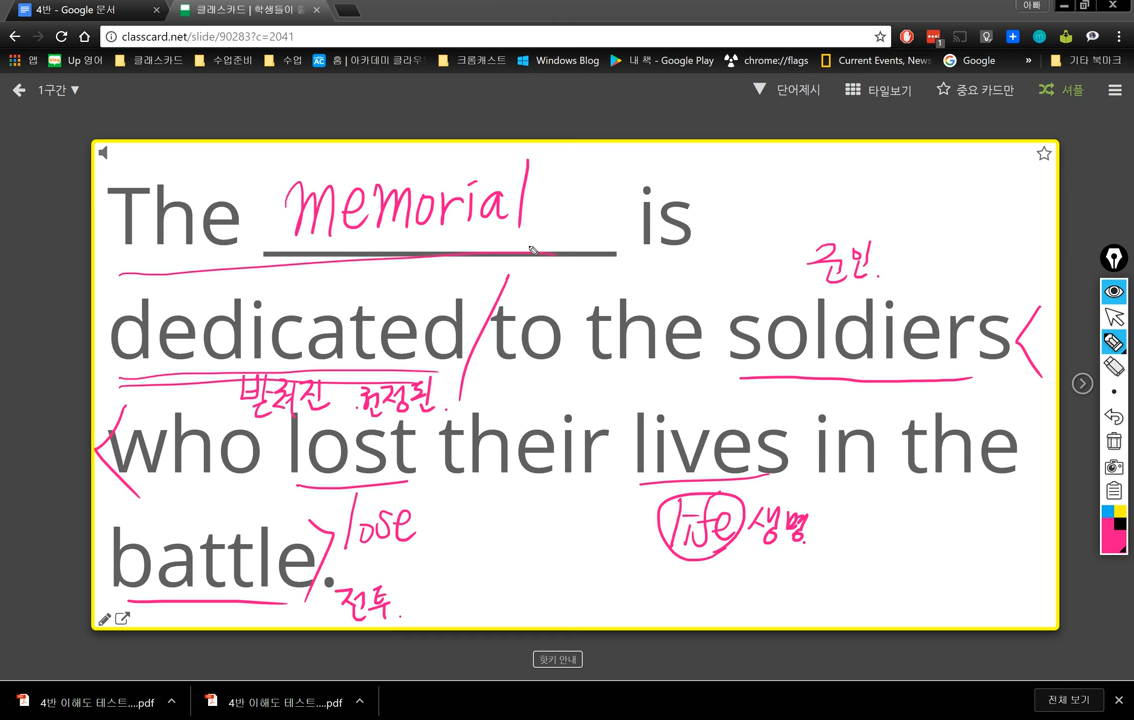 4반 - Google 문서
클래스카드 | 학생들이 활
아빠
classcard.net/slide/90283?c=2041
앱 Up 영어 클래스카드 수업준비 수업 홈 | 아카데미 클라우 크롬캐스트 Windows Blog 내 책 - Google Play chrome://flags Current Events, News Google » 기타 북마크
1구간 ▼ ▼ 단어제시 타일보기 중요 카드만 셔플
The memorial is
군인.
dedicated to the soldiers
바쳐진 헌정된.
who lost their lives in the
lose life 생명
battle.
전투.
핫키 안내
4반 이해도 테스트....pdf 4반 이해도 테스트....pdf 전체 보기